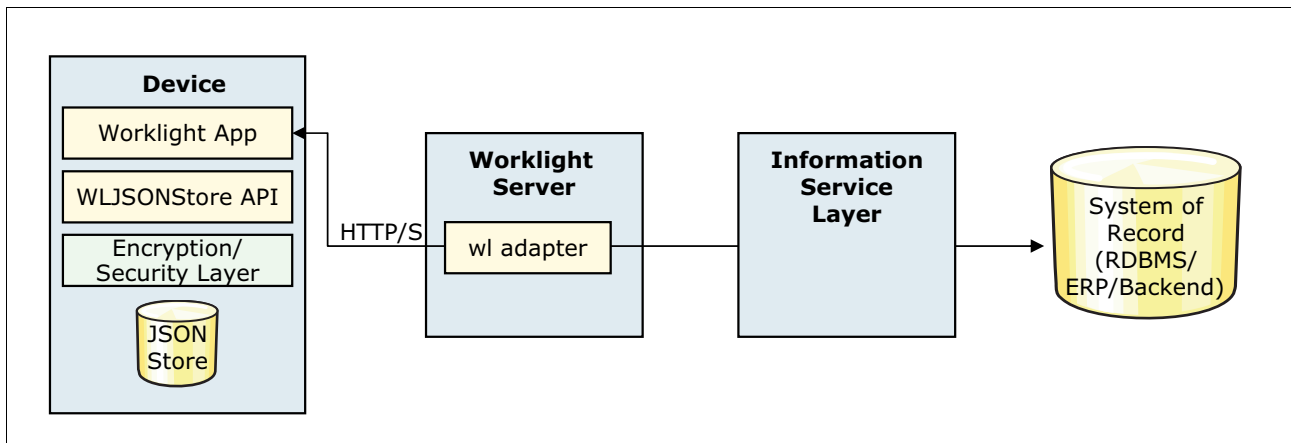 Device
Worklight App
WLJSONStore API
Encryption/
Security Layer
JSON
Store
HTTP/S
Worklight
Server
wl adapter
Information
Service
Layer
System of
Record
(RDBMS/
ERP/Backend)